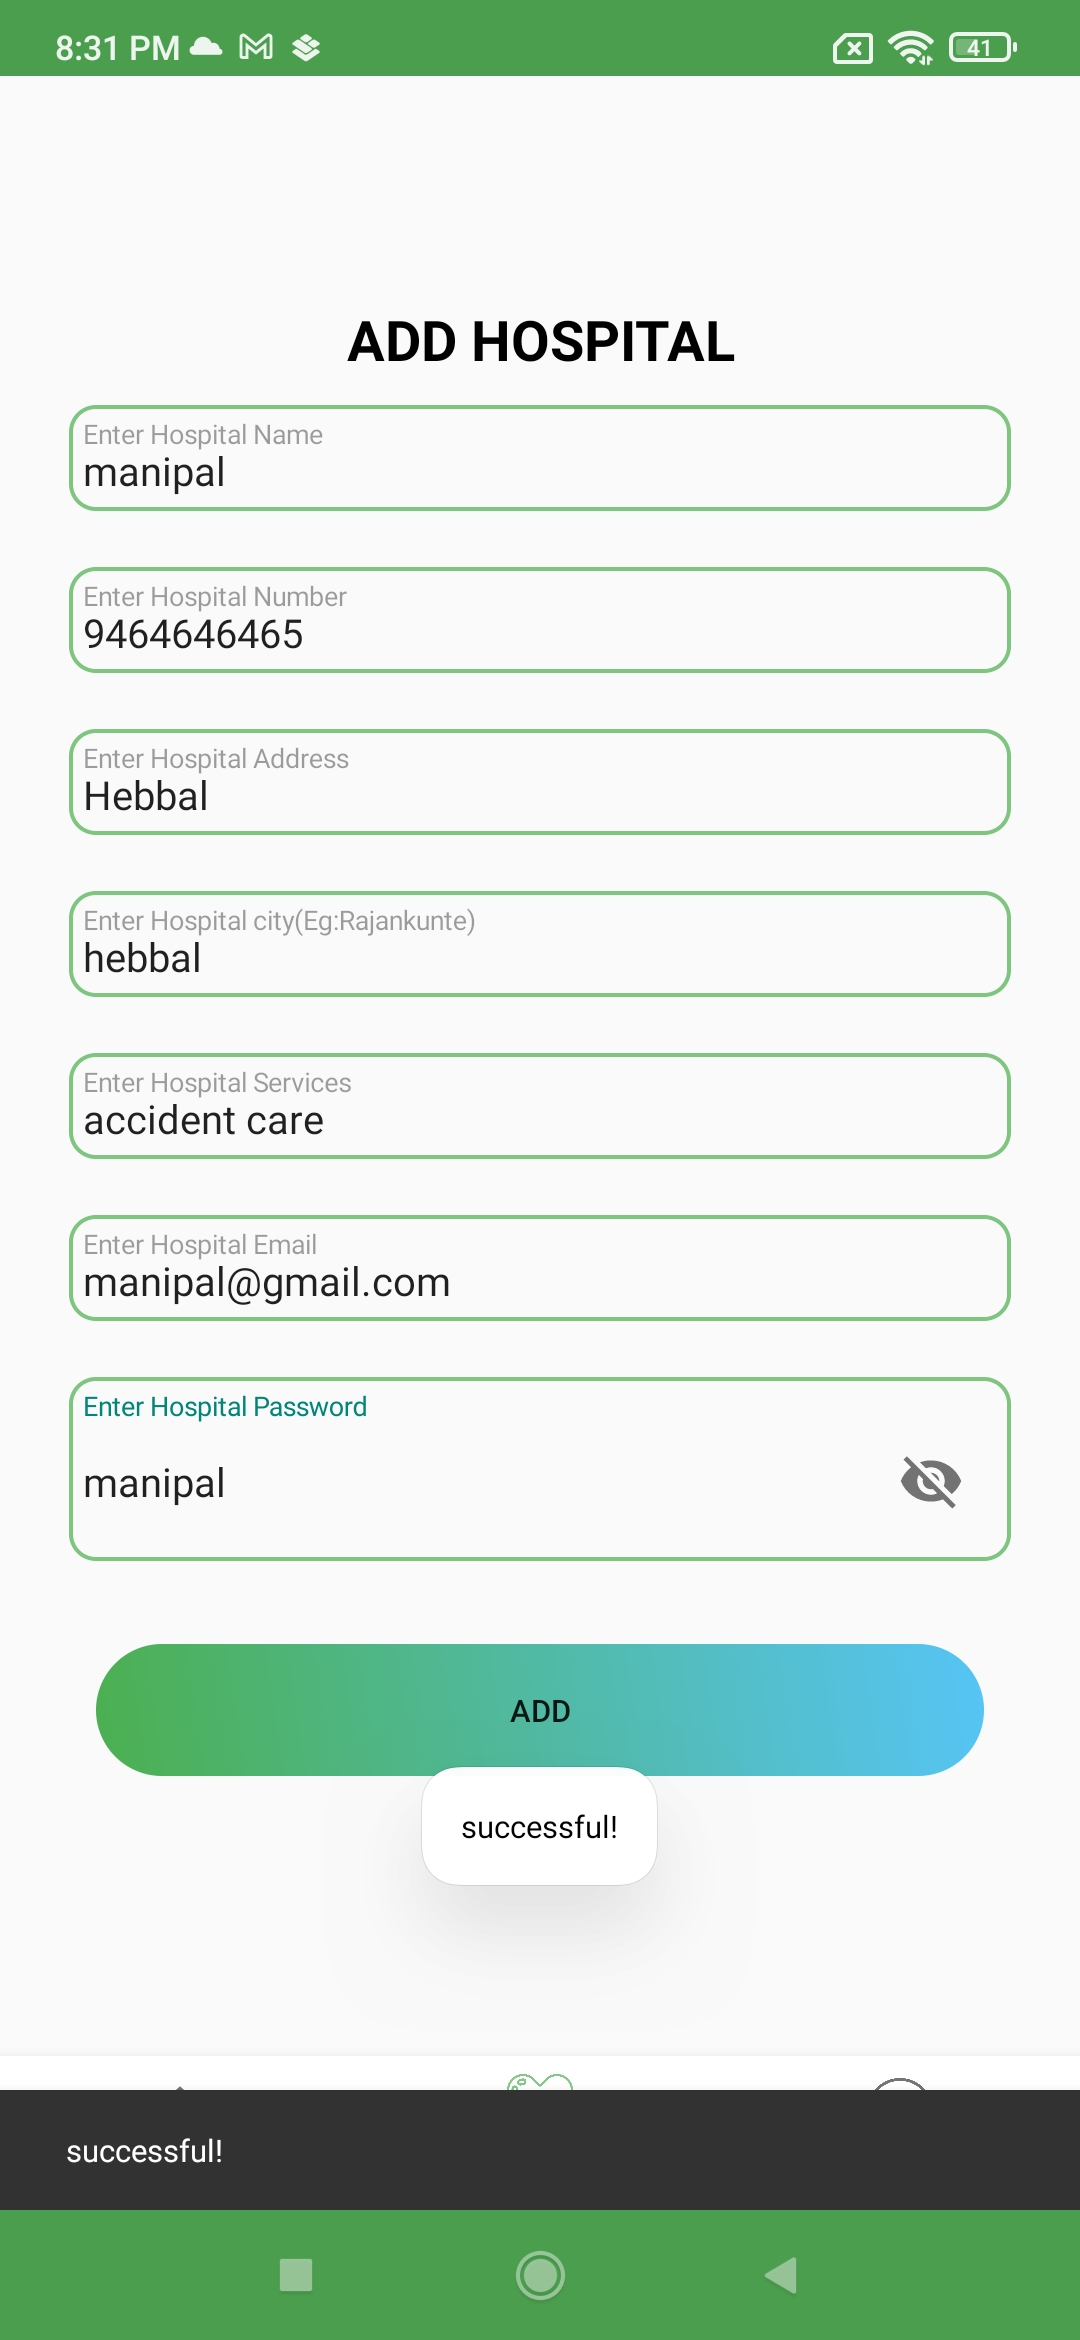 8:31 PM
41
ADD HOSPITAL
Enter Hospital Name
manipal
Enter Hospital Number
9464646465
Enter Hospital Address
Hebbal
Enter Hospital city(Eg:Rajankunte)
hebbal
Enter Hospital Services
accident care
Enter Hospital Email
manipal@gmail.com
Enter Hospital Password
manipal
ADD
successful!
successful!